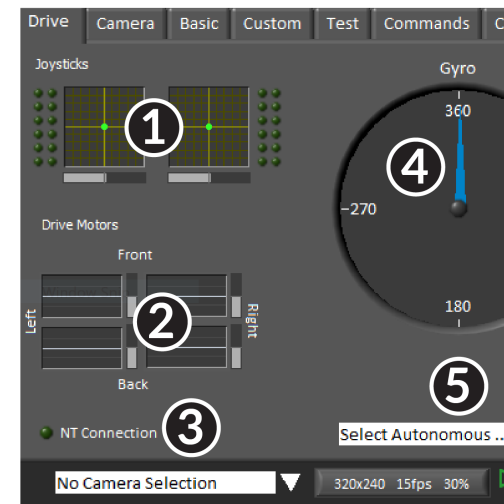 Drive Camera Basic Custom Test Commands C
Joysticks
Gyro
1
360
4
-270
Drive Motors
Front
180
Left
2
Right
Back
5
3
NT Connection
Select Autonomous ..
No Camera Selection
320x240 15fps 30%